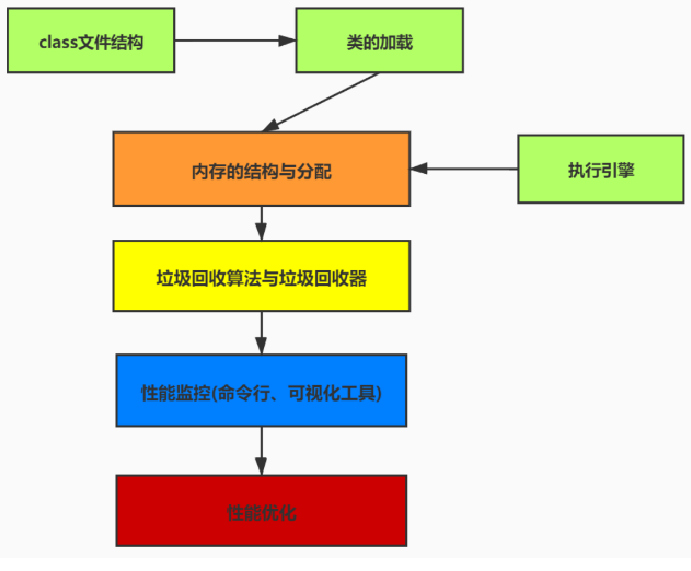 class文件结构
类的加载
内存的结构与分配
执行引擎
垃圾回收算法与垃圾回收器
性能监控(命令行、可视化工具)
性能优化